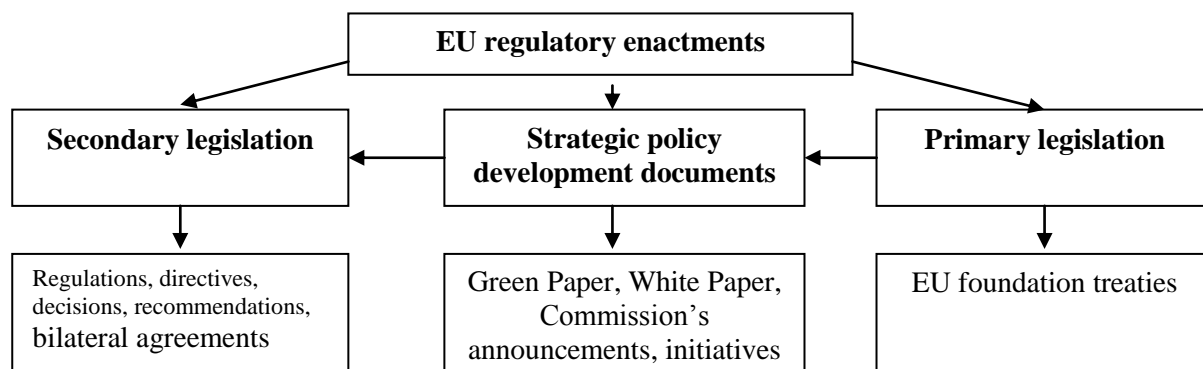 EU regulatory enactments
Secondary legislation
Strategic policy
development documents
Primary legislation
Regulations, directives,
decisions, recommendations,
bilateral agreements
Green Paper, White Paper,
Commission’s
announcements, initiatives
EU foundation treaties